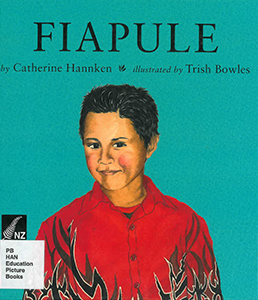 FIAPULE
by Catherine Hannken illustrated by Trish Bowles
NZ
PB
HAN
Education
Picture
Books